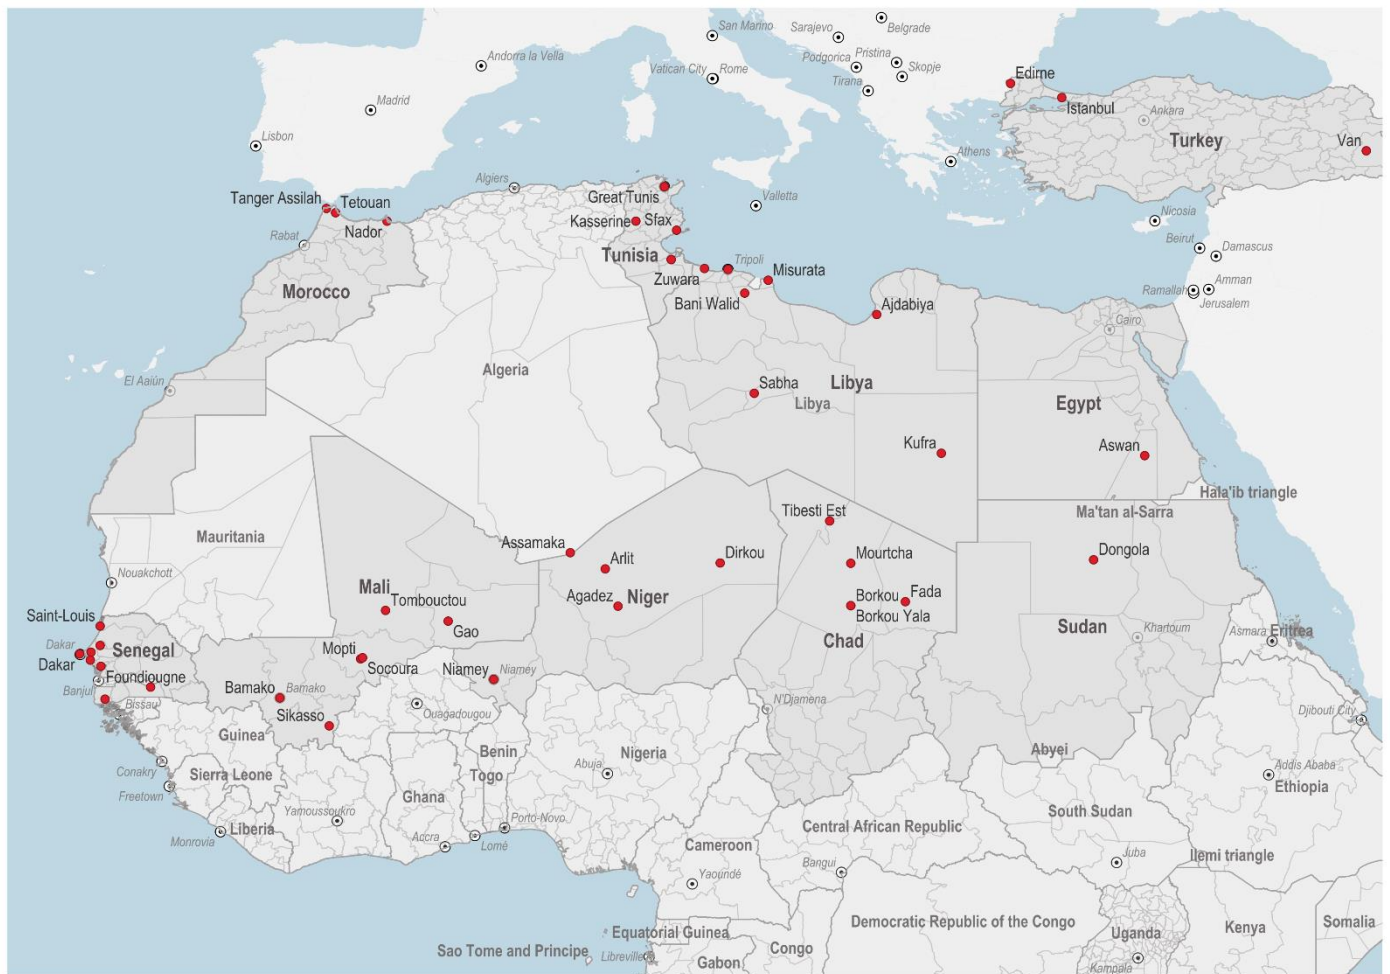 San Marino
Sarajevo
Belgrade
Andorra la Vella
Podgorica
Pristina
Vatican City
Rome
Skopje
Tirana
Edirne
Madrid
Istanbul
Ankara
Lisbon
Turkey
Van
Athens
Algiers
Great Tunis
Valletta
Tanger Assilah
Tetouan
Kasserine
Sfax
Nicosia
Rabat
Nador
Beirut
Damascus
Tunisia
Tripoli
Zuwara
Misurata
Morocco
Bani Walid
Ajdabiya
Amman
Ramallah
Jerusalem
Cairo
Algeria
El Aaiún
Sabha
Libya
Libya
Egypt
Kufra
Aswan
Hala'ib triangle
Tibesti Est
Ma'tan al-Sarra
Mauritania
Assamaka
Arlit
Dirkou
Mourtcha
Dongola
Nouakchott
Mali
Tombouctou
Agadez
Niger
Borkou
Fada
Borkou Yala
Saint-Louis
Gao
Chad
Sudan
Khartoum
Asmara
Eritrea
Dakar
Dakar
Senegal
Mopti
Socoura
Foundiougne
Niamey
Niamey
Banjul
Bamako
Bamako
Bissau
Sikasso
Ouagadougou
N'Djamena
Djibouti City
Guinea
Benin
Nigeria
Abyei
Conakry
Sierra Leone
Togo
Abuja
Addis Ababa
Ethiopia
Freetown
Ghana
Yamoussoukro
South Sudan
Monrovia
Liberia
Accra
Lomé
Porto-Novo
Central African Republic
Cameroon
Bangui
Juba
Ilemi triangle
Yaoundé
Equatorial Guinea
Democratic Republic of the Congo
Uganda
Kenya
Somalia
Sao Tome and Principe
Libreville
Gabon
Congo
Kampala